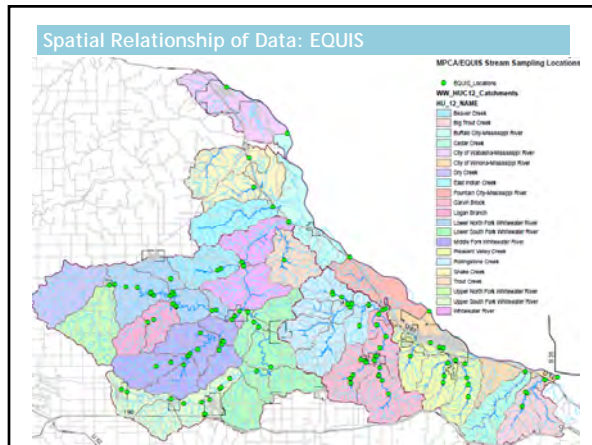 Spatial Relationship of Data: EQUIS
MPCA/EQUIS Stream Sampling Locations
EQUIS_Locations
WW_HUC12_Catchments
HU_12_NAME
Beaver Creek
Big Trout Creek
Buffalo City-Mississippi River
Cedar Creek
City of Wabasha-Mississippi River
City of Winona-Mississippi River
Dry Creek
East Indian Creek
Fountain City-Mississippi River
Garvin Brook
Logan Branch
Lower North Fork Whitewater River
Lower South Fork Whitewater River
Middle Fork Whitewater River
Pleasant Valley Creek
Rollingstone Creek
Snake Creek
Trout Creek
Upper North Fork Whitewater River
Upper South Fork Whitewater River
Whitewater River
I 90